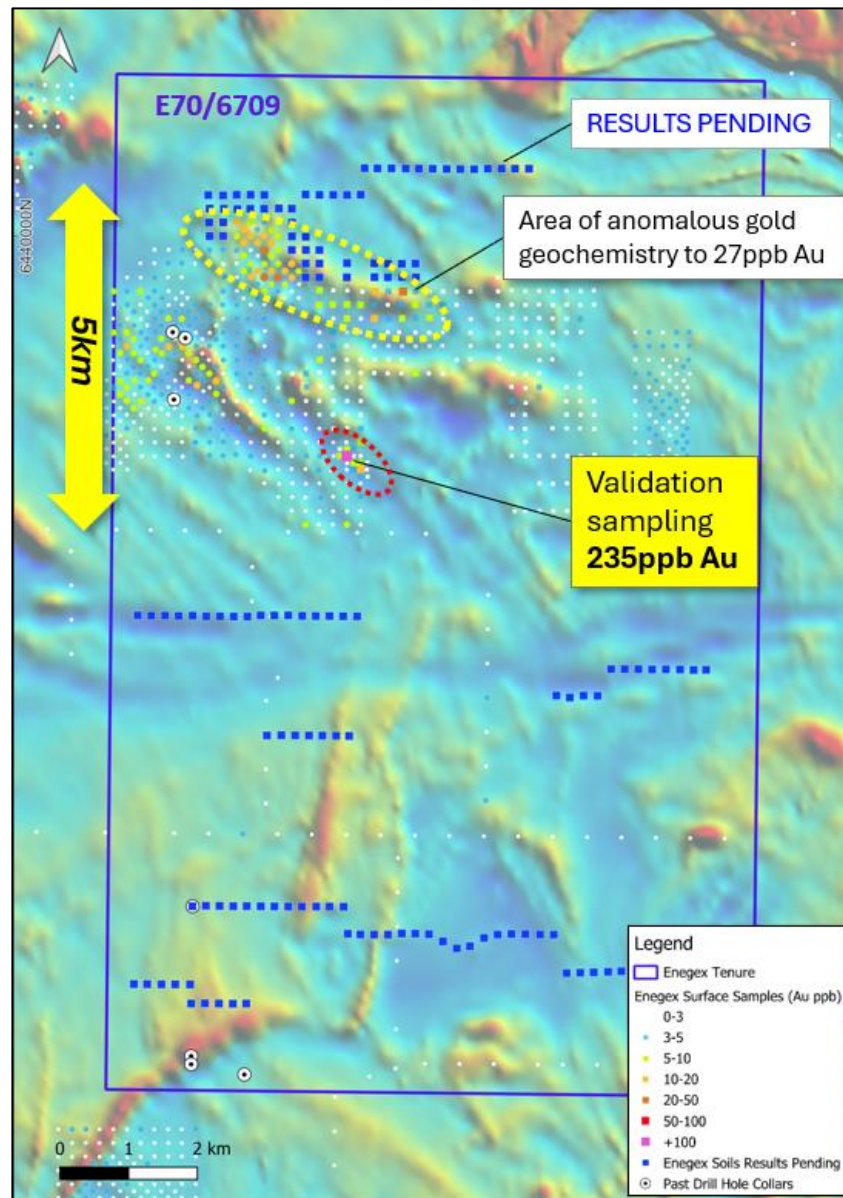 E70/6709
RESULTS PENDING
Area of anomalous gold
geochemistry to 27ppb Au
6440000N
5km
Validation
sampling
235ppb Au
Legend
Enegex Tenure
Enegex Surface Samples (Au ppb)
0-3
3-5
5-10
10-20
20-50
50-100
+100
Enegex Soils Results Pending
Past Drill Hole Collars
0 1 2 km